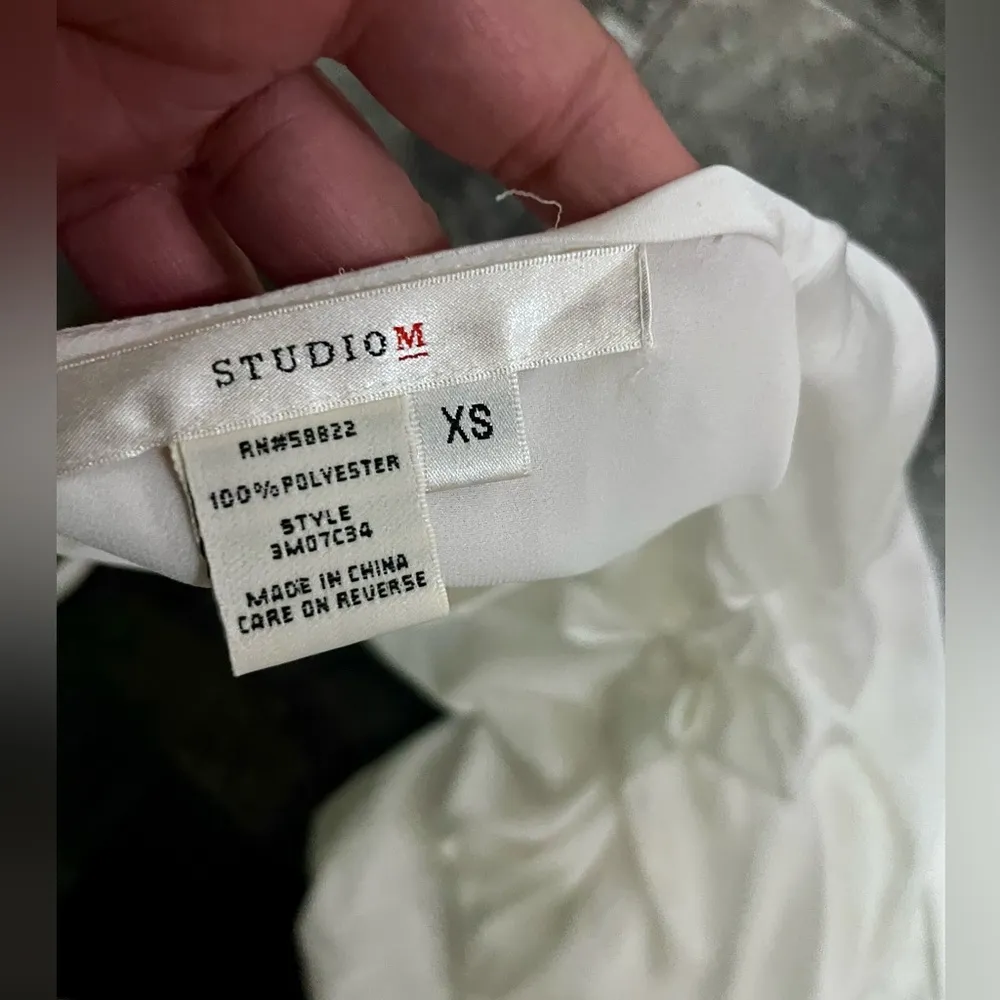 STUDIOM
XS
RN#58822
100%POLYESTER
STYLE
3M07C34
MADE IN CHINA
CARE ON REVERSE